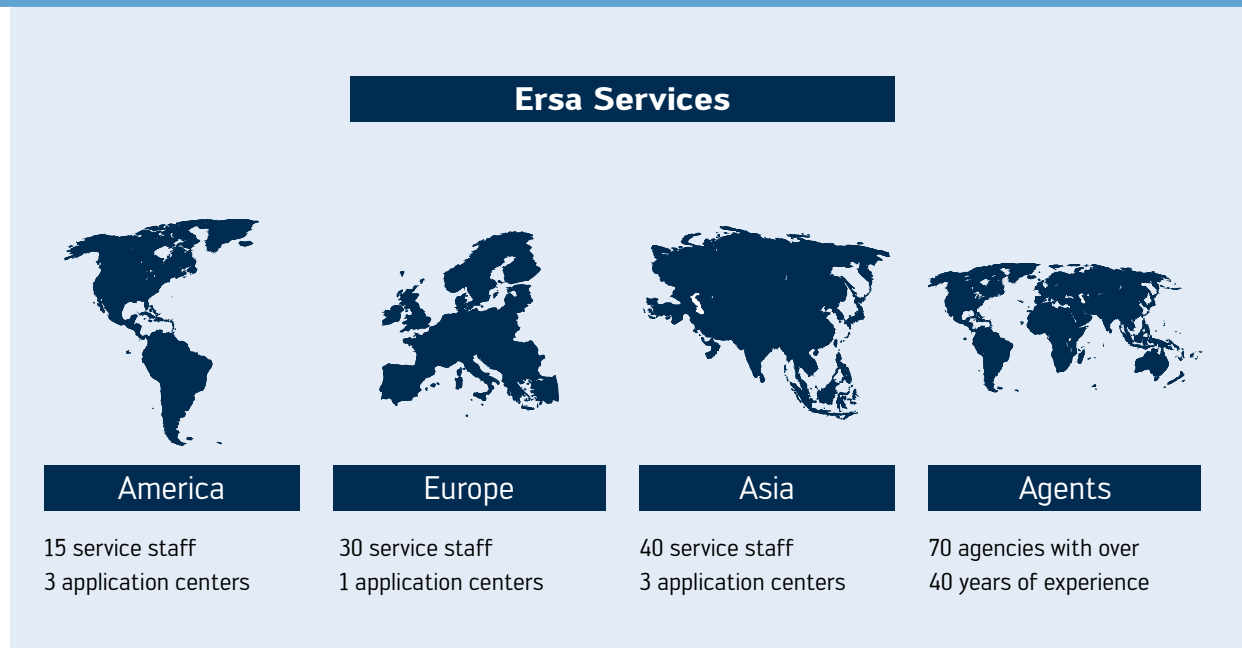 Ersa Services
America
15 service staff
3 application centers
Europe
30 service staff
1 application centers
Asia
40 service staff
3 application centers
Agents
70 agencies with over
40 years of experience